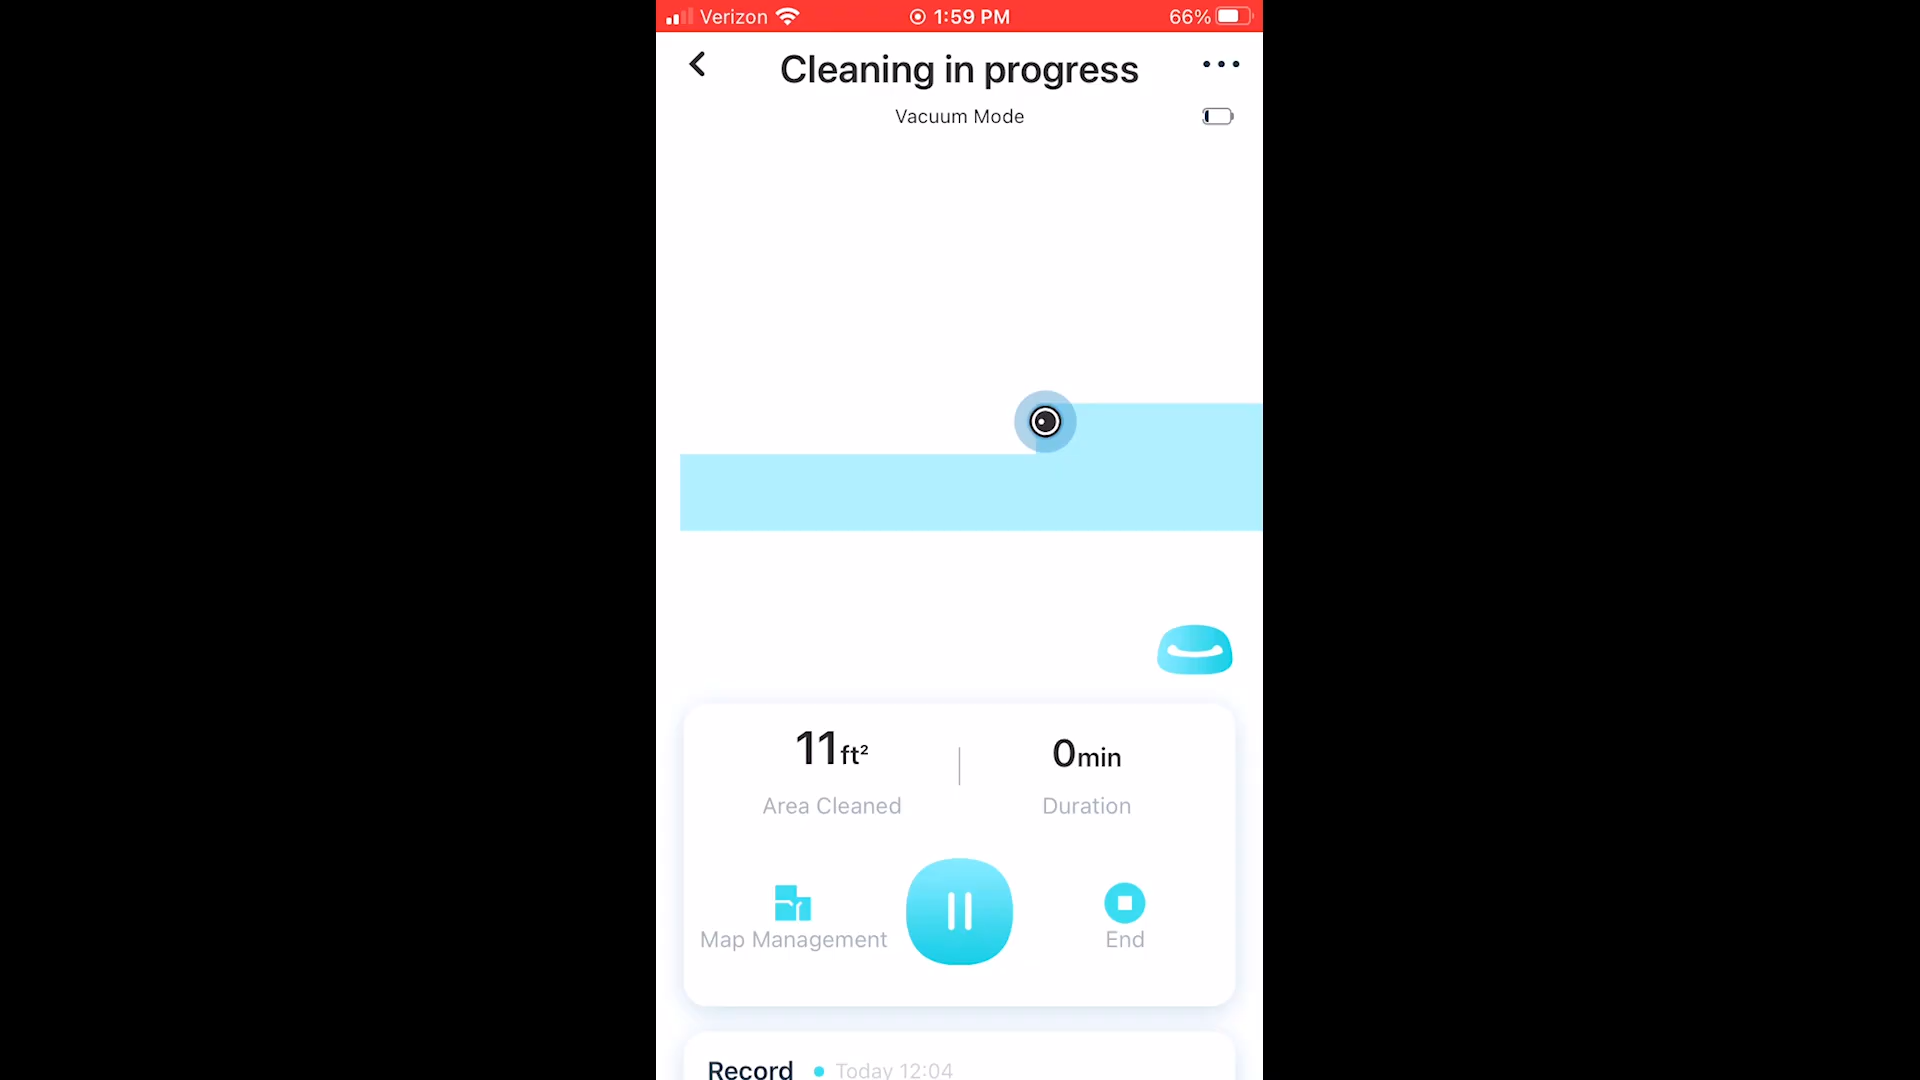 Verizon 1:59 PM 66%
Cleaning in progress
Vacuum Mode
11ft² 0min
Area Cleaned Duration
Map Management End
Record Today 12:04